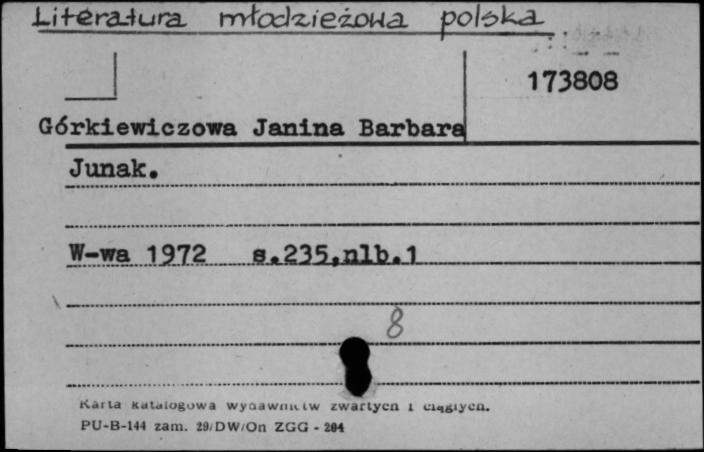 Literatura młodzieżowa polska
173808
Górkiewiczowa Janina Barbara
Junak.
W-wa 1972 s.235,nlb.1
8
Karta katalogowa wydawnictw zwartych i ciągłych.
PU-B-144 zam. 29/DW/On ZGG - 204